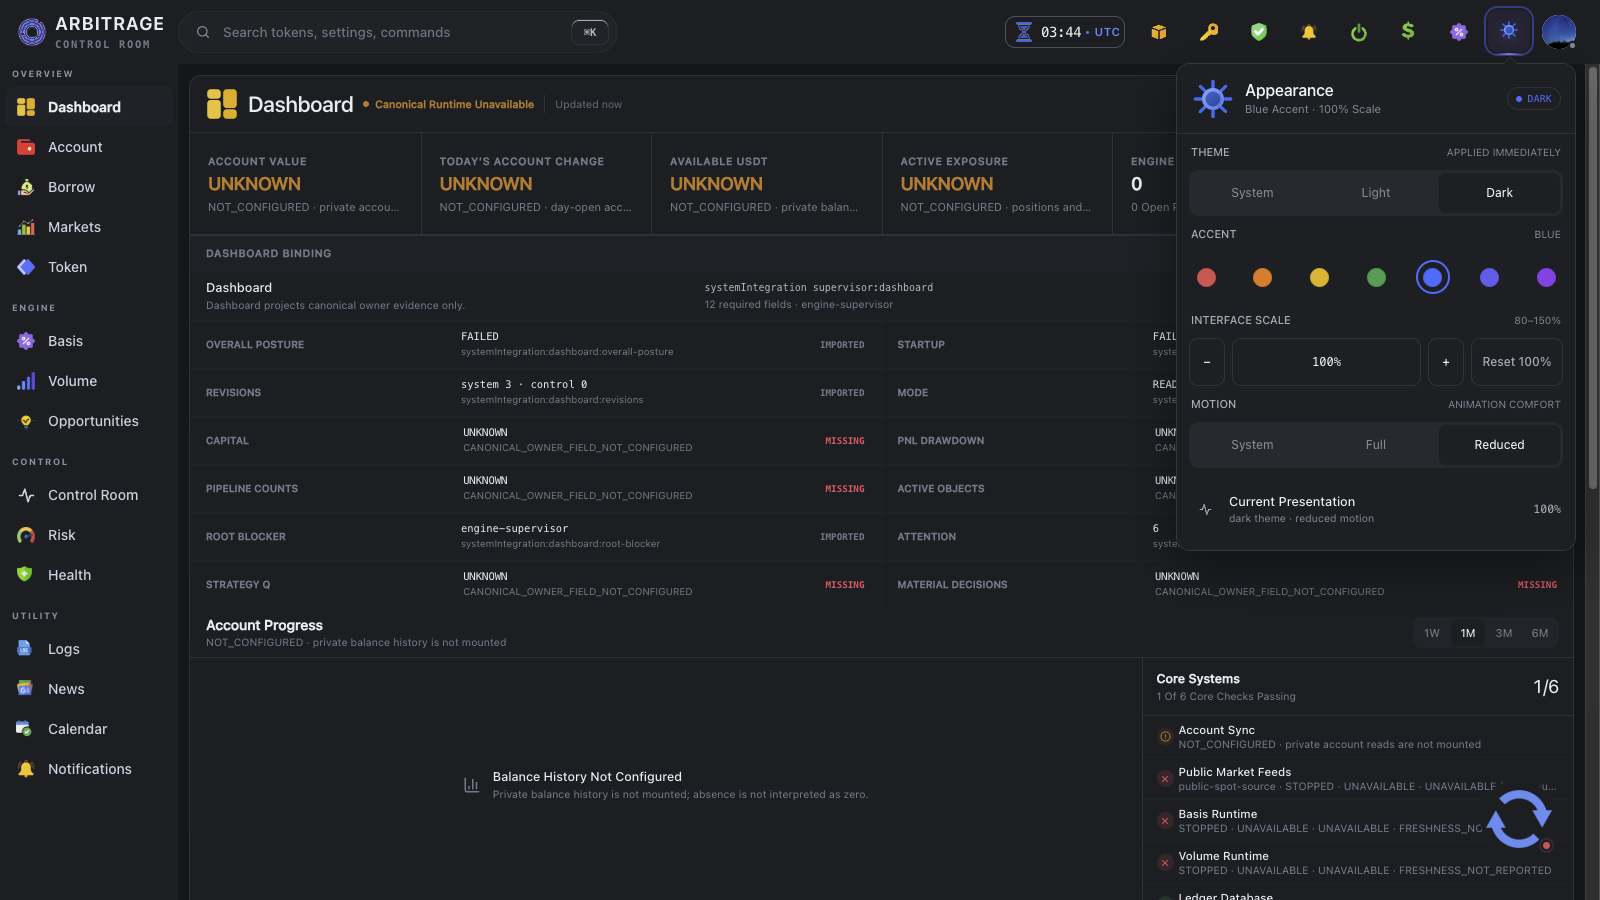 ARBITRAGE
CONTROL ROOM
Search tokens, settings, commands
⌘K
03:44 • UTC
OVERVIEW
Dashboard
Account
Borrow
Markets
Token
ENGINE
Basis
Volume
Opportunities
CONTROL
Control Room
Risk
Health
UTILITY
Logs
News
Calendar
Notifications
Dashboard
Canonical Runtime Unavailable
Updated now
ACCOUNT VALUE
UNKNOWN
NOT_CONFIGURED · private accou...
TODAY'S ACCOUNT CHANGE
UNKNOWN
NOT_CONFIGURED · day-open acc...
AVAILABLE USDT
UNKNOWN
NOT_CONFIGURED · private balan...
ACTIVE EXPOSURE
UNKNOWN
NOT_CONFIGURED · positions and...
ENGINE
0
0 Open
DASHBOARD BINDING
Dashboard
Dashboard projects canonical owner evidence only.
systemIntegration supervisor:dashboard
12 required fields · engine-supervisor
OVERALL POSTURE
FAILED
systemIntegration:dashboard:overall-posture
IMPORTED
STARTUP
FAIL
syste
REVISIONS
system 3 · control 0
systemIntegration:dashboard:revisions
IMPORTED
MODE
READ
syste
CAPITAL
UNKNOWN
CANONICAL_OWNER_FIELD_NOT_CONFIGURED
MISSING
PNL DRAWDOWN
UNKN
CAN
PIPELINE COUNTS
UNKNOWN
CANONICAL_OWNER_FIELD_NOT_CONFIGURED
MISSING
ACTIVE OBJECTS
UNKN
CAN
ROOT BLOCKER
engine-supervisor
systemIntegration:dashboard:root-blocker
IMPORTED
ATTENTION
6
syste
STRATEGY Q
UNKNOWN
CANONICAL_OWNER_FIELD_NOT_CONFIGURED
MISSING
MATERIAL DECISIONS
UNKNOWN
CANONICAL_OWNER_FIELD_NOT_CONFIGURED
MISSING
Account Progress
NOT_CONFIGURED · private balance history is not mounted
1W
1M
3M
6M
Balance History Not Configured
Private balance history is not mounted; absence is not interpreted as zero.
Core Systems
1 Of 6 Core Checks Passing
1/6
Account Sync
NOT_CONFIGURED · private account reads are not mounted
Public Market Feeds
public-spot-source · STOPPED · UNAVAILABLE · UNAVAILABLE · -u...
Basis Runtime
STOPPED · UNAVAILABLE · UNAVAILABLE · FRESHNESS_NO
Volume Runtime
STOPPED · UNAVAILABLE · UNAVAILABLE · FRESHNESS_NOT_REPORTED
Ledger Database
Appearance
Blue Accent · 100% Scale
DARK
THEME
APPLIED IMMEDIATELY
System
Light
Dark
ACCENT
BLUE
INTERFACE SCALE
80–150%
−
100%
+
Reset 100%
MOTION
ANIMATION COMFORT
System
Full
Reduced
Current Presentation
dark theme · reduced motion
100%